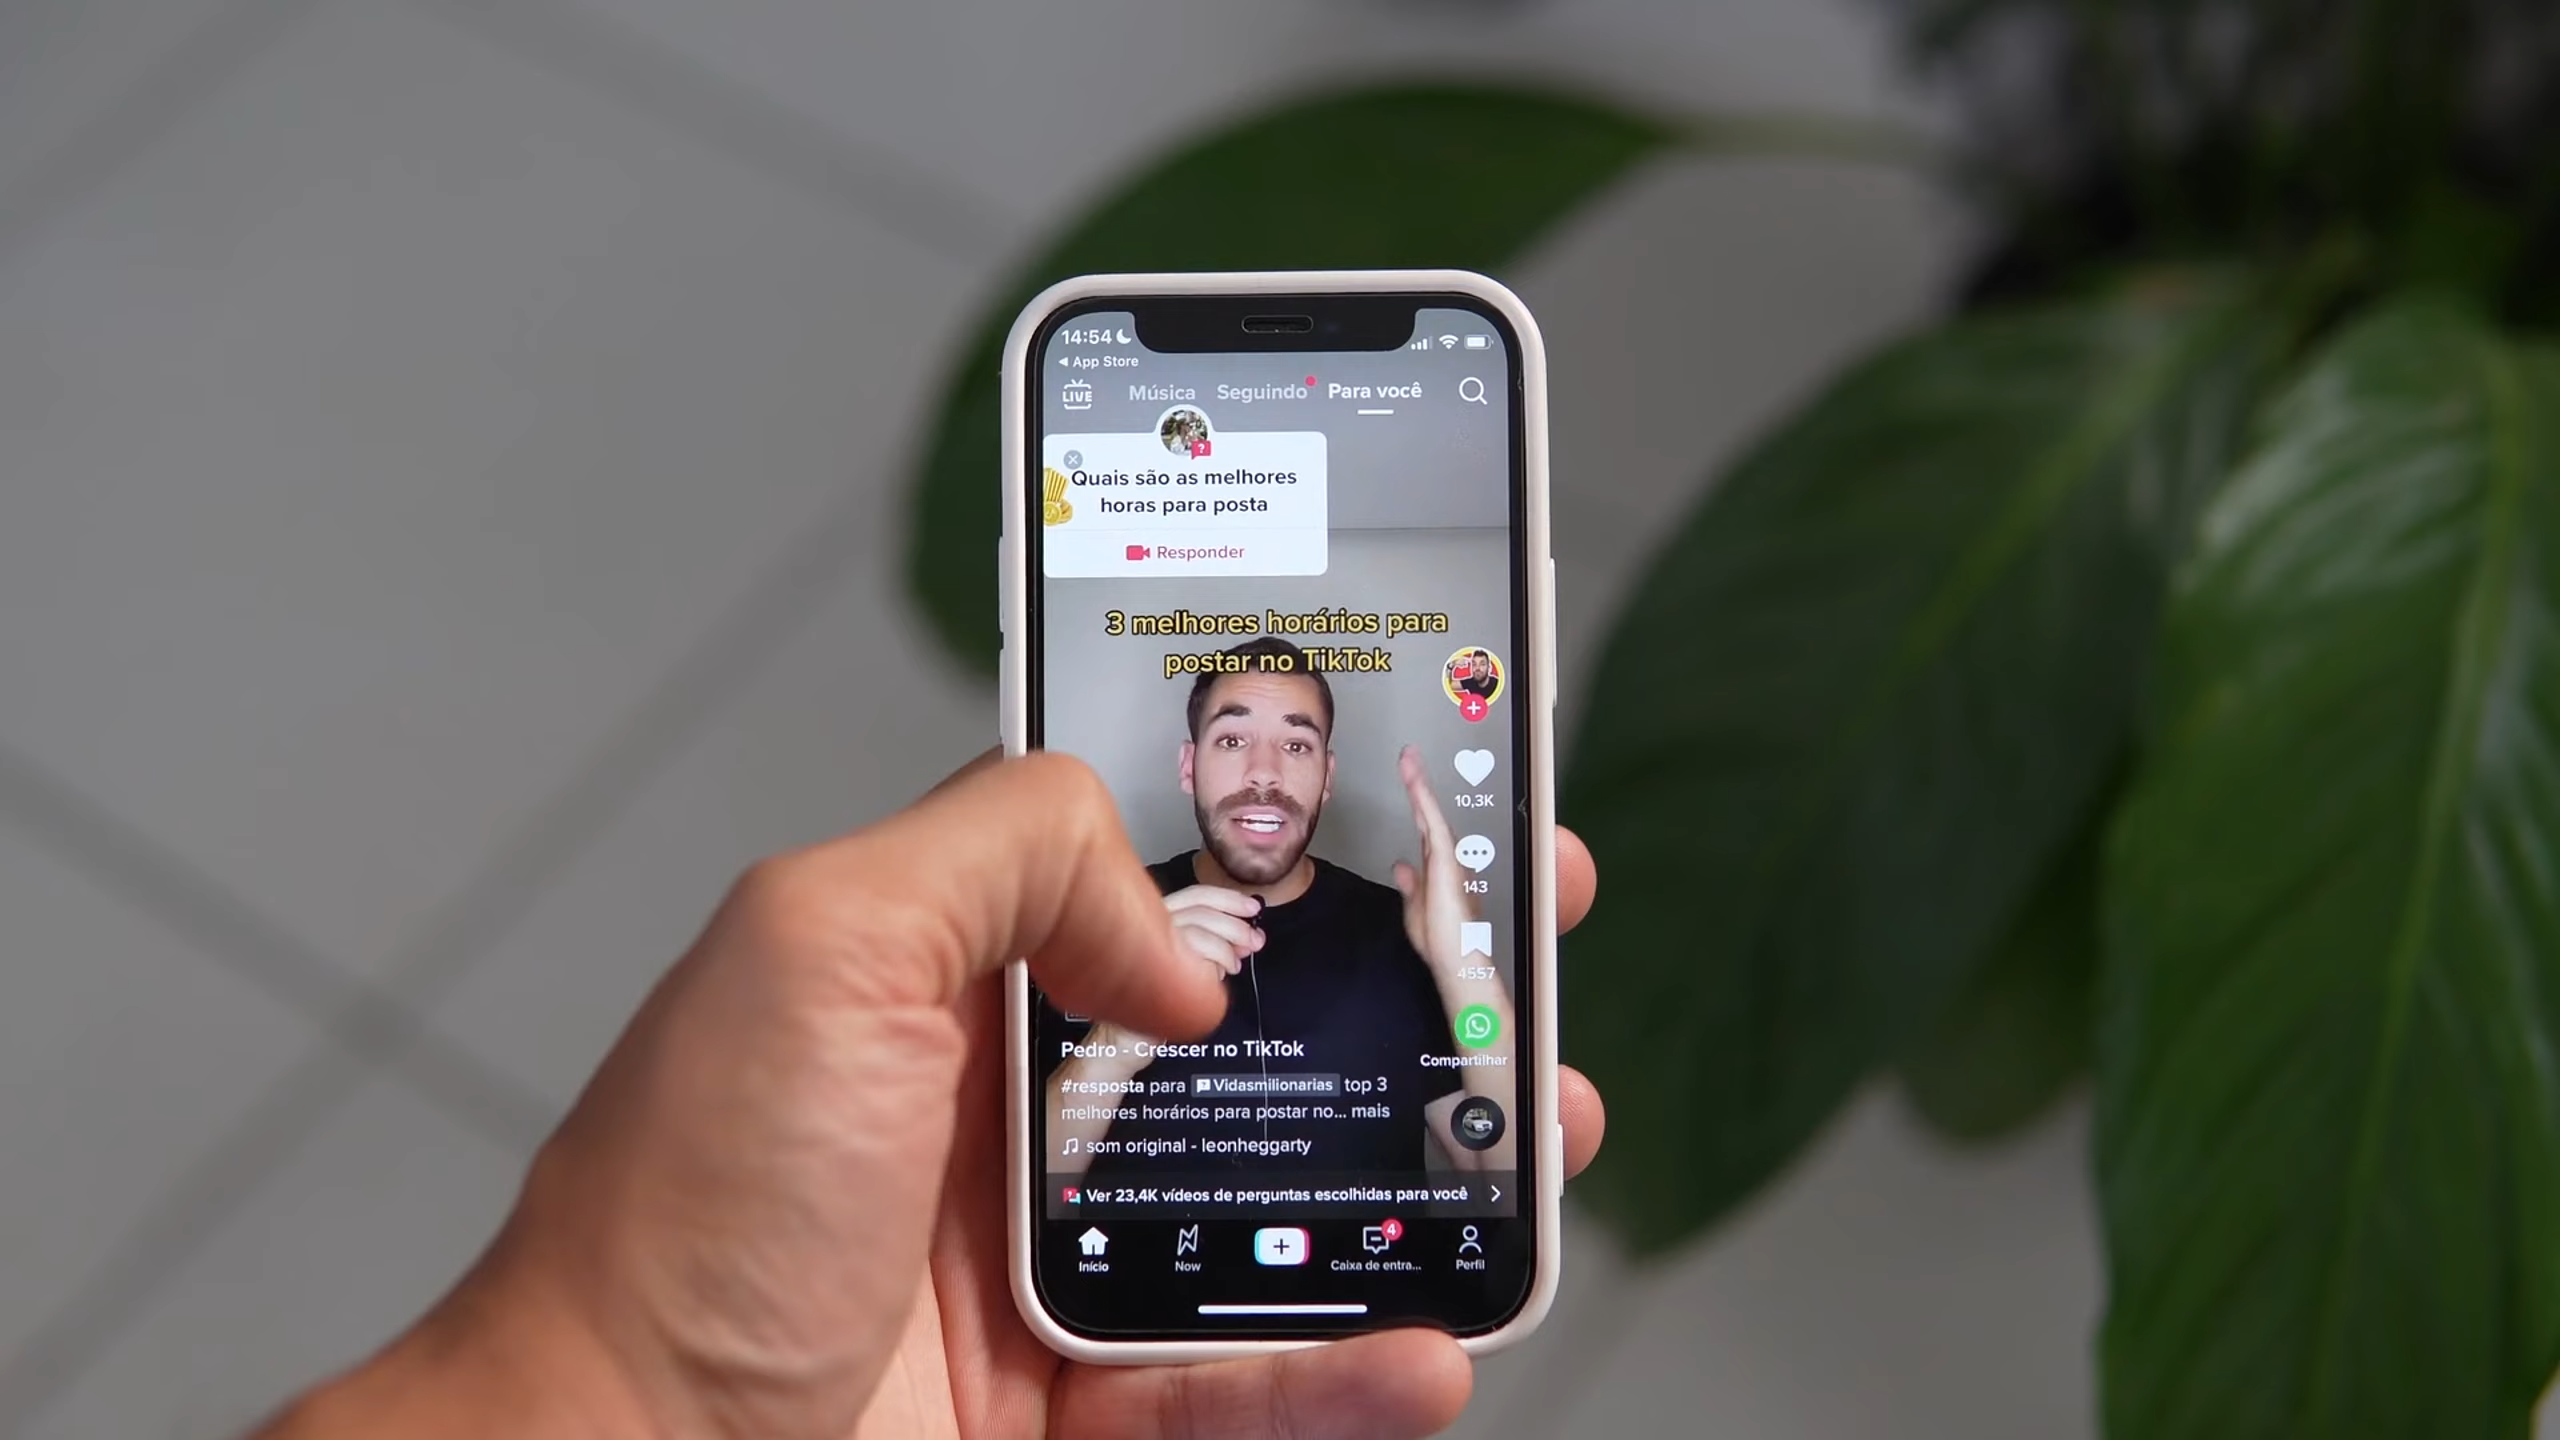 14:54
◀ App Store
LIVE
Música Seguindo Para você
?
Quais são as melhores
horas para posta
Responder
3 melhores horários para
postar no TikTok
10,3K
143
4557
Compartilhar
Pedro - Crescer no TikTok
#resposta para Vidasmilionarias top 3
melhores horários para postar no... mais
som original - leonheggarty
Ver 23,4K vídeos de perguntas escolhidas para você
4
Início Now Caixa de entra... Perfil